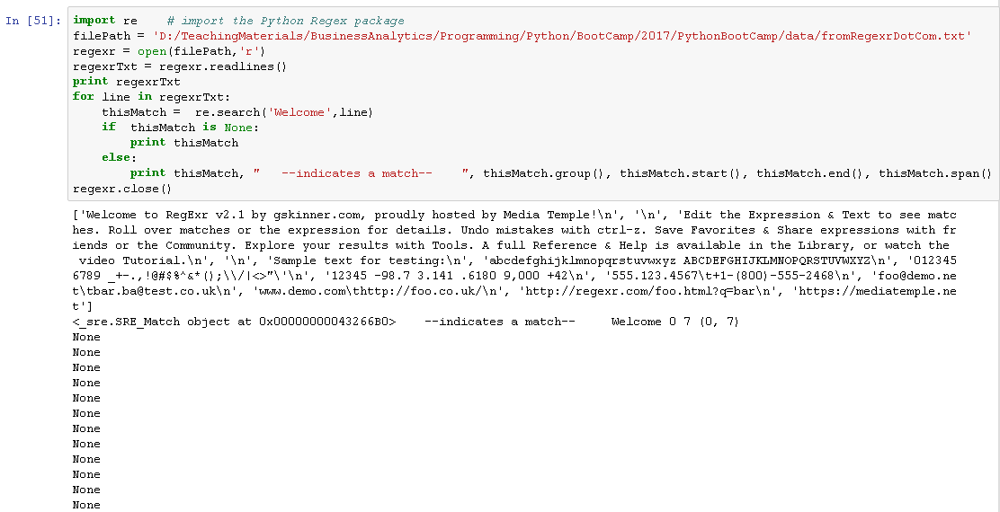 In [51]: import re    # import the Python Regex package
filePath = 'D:/TeachingMaterials/BusinessAnalytics/Programming/Python/BootCamp/2017/PythonBootCamp/data/fromRegexrDotCom.txt'
regexr = open(filePath,'r')
regexrTxt = regexr.readlines()
print regexrTxt
for line in regexrTxt:
    thisMatch =  re.search('Welcome',line)
    if  thisMatch is None:
        print thisMatch
    else:
        print thisMatch, "   --indicates a match--    ", thisMatch.group(), thisMatch.start(), thisMatch.end(), thisMatch.span()
regexr.close()
['Welcome to RegExr v2.1 by gskinner.com, proudly hosted by Media Temple!\n', '\n', 'Edit the Expression & Text to see matc
hes. Roll over matches or the expression for details. Undo mistakes with ctrl-z. Save Favorites & Share expressions with fr
iends or the Community. Explore your results with Tools. A full Reference & Help is available in the Library, or watch the
 video Tutorial.\n', '\n', 'Sample text for testing:\n', 'abcdefghijklmnopqrstuvwxyz ABCDEFGHIJKLMNOPQRSTUVWXYZ\n', '012345
6789 _+-.,!@#$%^&*();\\/|<>"\'\n', '12345 -98.7 3.141 .6180 9,000 +42\n', '555.123.4567\t+1-(800)-555-2468\n', 'foo@demo.ne
t\tbar.ba@test.co.uk\n', 'www.demo.com\thttp://foo.co.uk/\n', 'http://regexr.com/foo.html?q=bar\n', 'https://mediatemple.ne
t']
<_sre.SRE_Match object at 0x00000000043266B0>    --indicates a match--     Welcome 0 7 (0, 7)
None
None
None
None
None
None
None
None
None
None
None
None